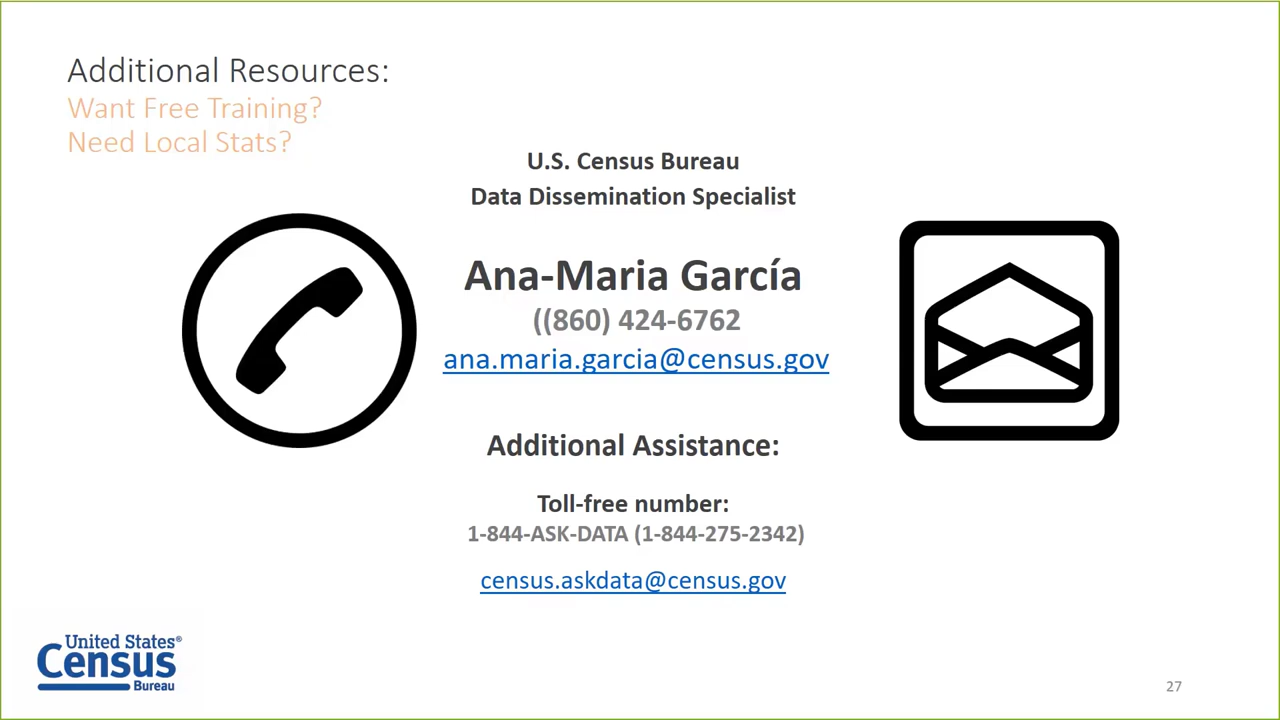 Additional Resources:
Want Free Training?
Need Local Stats?
U.S. Census Bureau
Data Dissemination Specialist
Ana-Maria García
((860) 424-6762
ana.maria.garcia@census.gov
Additional Assistance:
Toll-free number:
1-844-ASK-DATA (1-844-275-2342)
census.askdata@census.gov
United States®
Census
Bureau
27